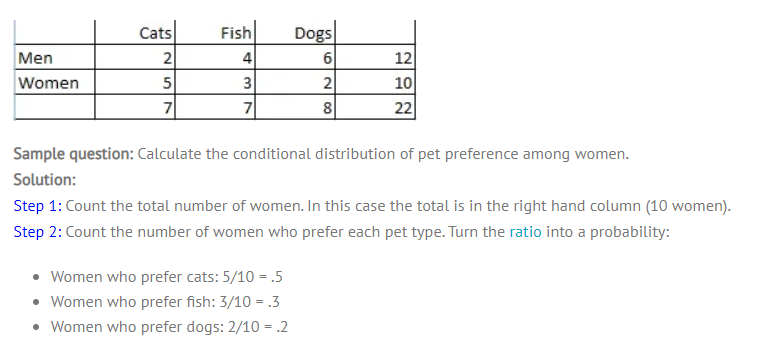 Cats Fish Dogs
Men 2 4 6 12
Women 5 3 2 10
7 7 8 22
Sample question: Calculate the conditional distribution of pet preference among women.
Solution:
Step 1: Count the total number of women. In this case the total is in the right hand column (10 women).
Step 2: Count the number of women who prefer each pet type. Turn the ratio into a probability:
• Women who prefer cats: 5/10 = .5
• Women who prefer fish: 3/10 = .3
• Women who prefer dogs: 2/10 = .2